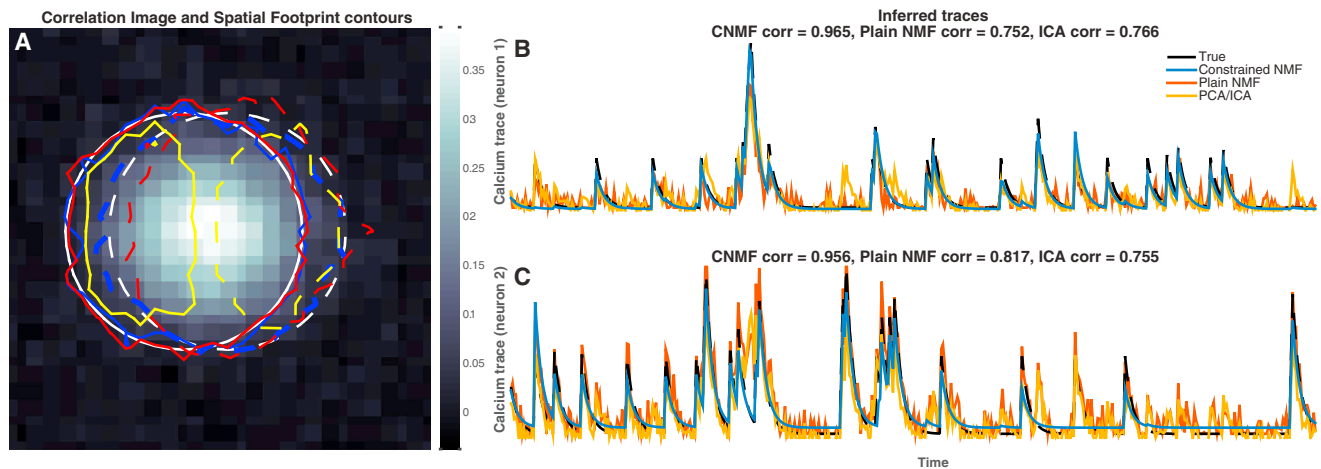 Correlation Image and Spatial Footprint contours
A
0.35
0.3
0.25
0.2
0.15
0.1
0.05
0
Inferred traces
CNMF corr = 0.965, Plain NMF corr = 0.752, ICA corr = 0.766
B
Calcium trace (neuron 1)
True
Constrained NMF
Plain NMF
PCA/ICA
CNMF corr = 0.956, Plain NMF corr = 0.817, ICA corr = 0.755
C
Calcium trace (neuron 2)
Time